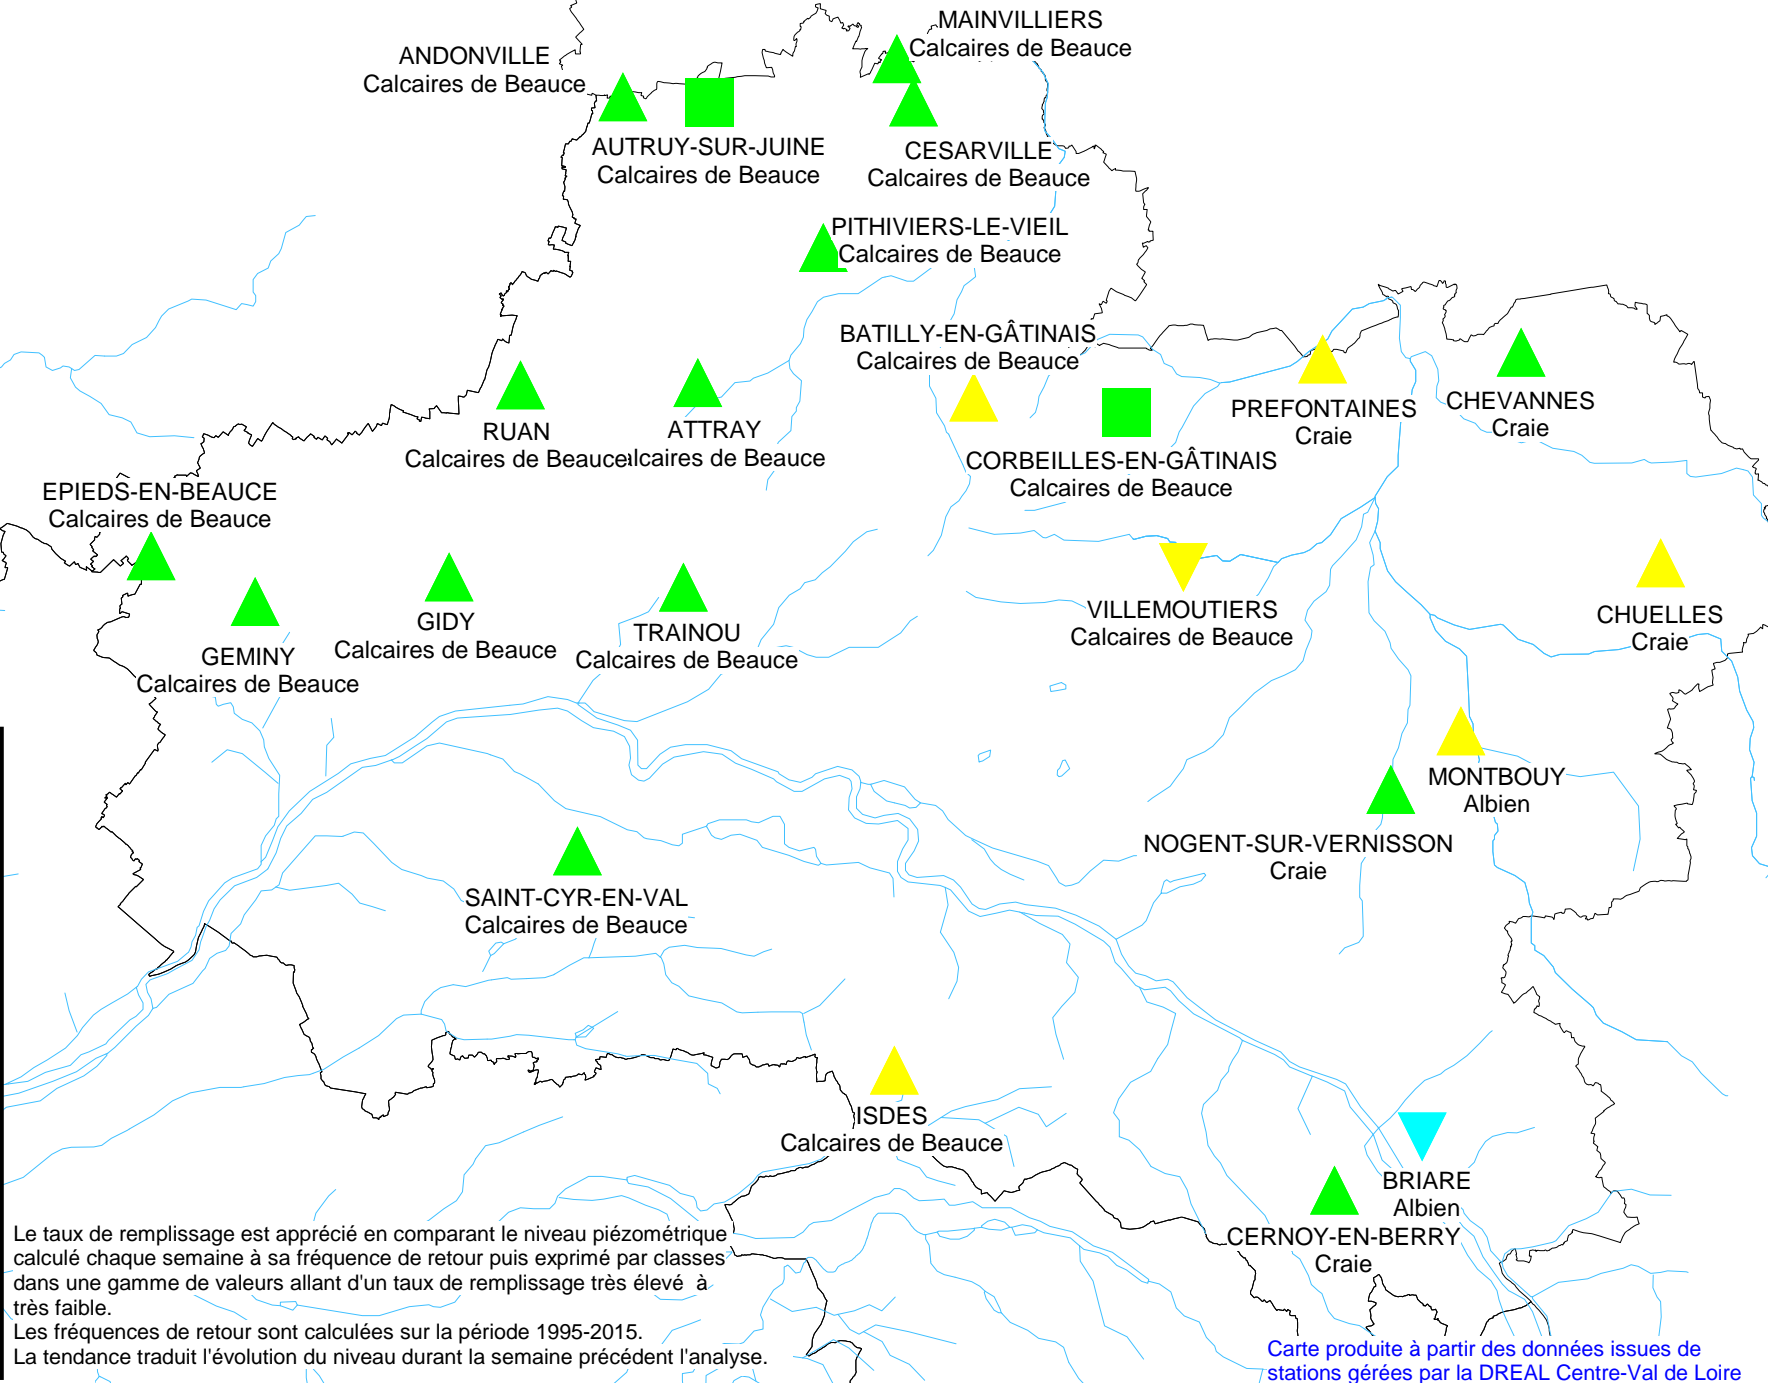 MAINVILLIERS
Calcaires de Beauce
ANDONVILLE
Calcaires de Beauce
AUTRUY-SUR-JUINE
Calcaires de Beauce
CESARVILLE
Calcaires de Beauce
PITHIVIERS-LE-VIEIL
Calcaires de Beauce
BATILLY-EN-GÂTINAIS
Calcaires de Beauce
PREFONTAINES
Craie
CHEVANNES
Craie
RUAN
Calcaires de Beauce
ATTRAY
alcaires de Beauce
CORBEILLES-EN-GÂTINAIS
Calcaires de Beauce
EPIEDS-EN-BEAUCE
Calcaires de Beauce
GEMINY
Calcaires de Beauce
GIDY
Calcaires de Beauce
TRAINOU
Calcaires de Beauce
VILLEMOUTIERS
Calcaires de Beauce
CHUELLES
Craie
MONTBOUY
Albien
NOGENT-SUR-VERNISSON
Craie
SAINT-CYR-EN-VAL
Calcaires de Beauce
ISDES
Calcaires de Beauce
BRIARE
Albien
CERNOY-EN-BERRY
Craie
Le taux de remplissage est apprécié en comparant le niveau piézométrique
calculé chaque semaine à sa fréquence de retour puis exprimé par classes
dans une gamme de valeurs allant d'un taux de remplissage très élevé à
très faible.
Les fréquences de retour sont calculées sur la période 1995-2015.
La tendance traduit l'évolution du niveau durant la semaine précédent l'analyse.
Carte produite à partir des données issues de
stations gérées par la DREAL Centre-Val de Loire